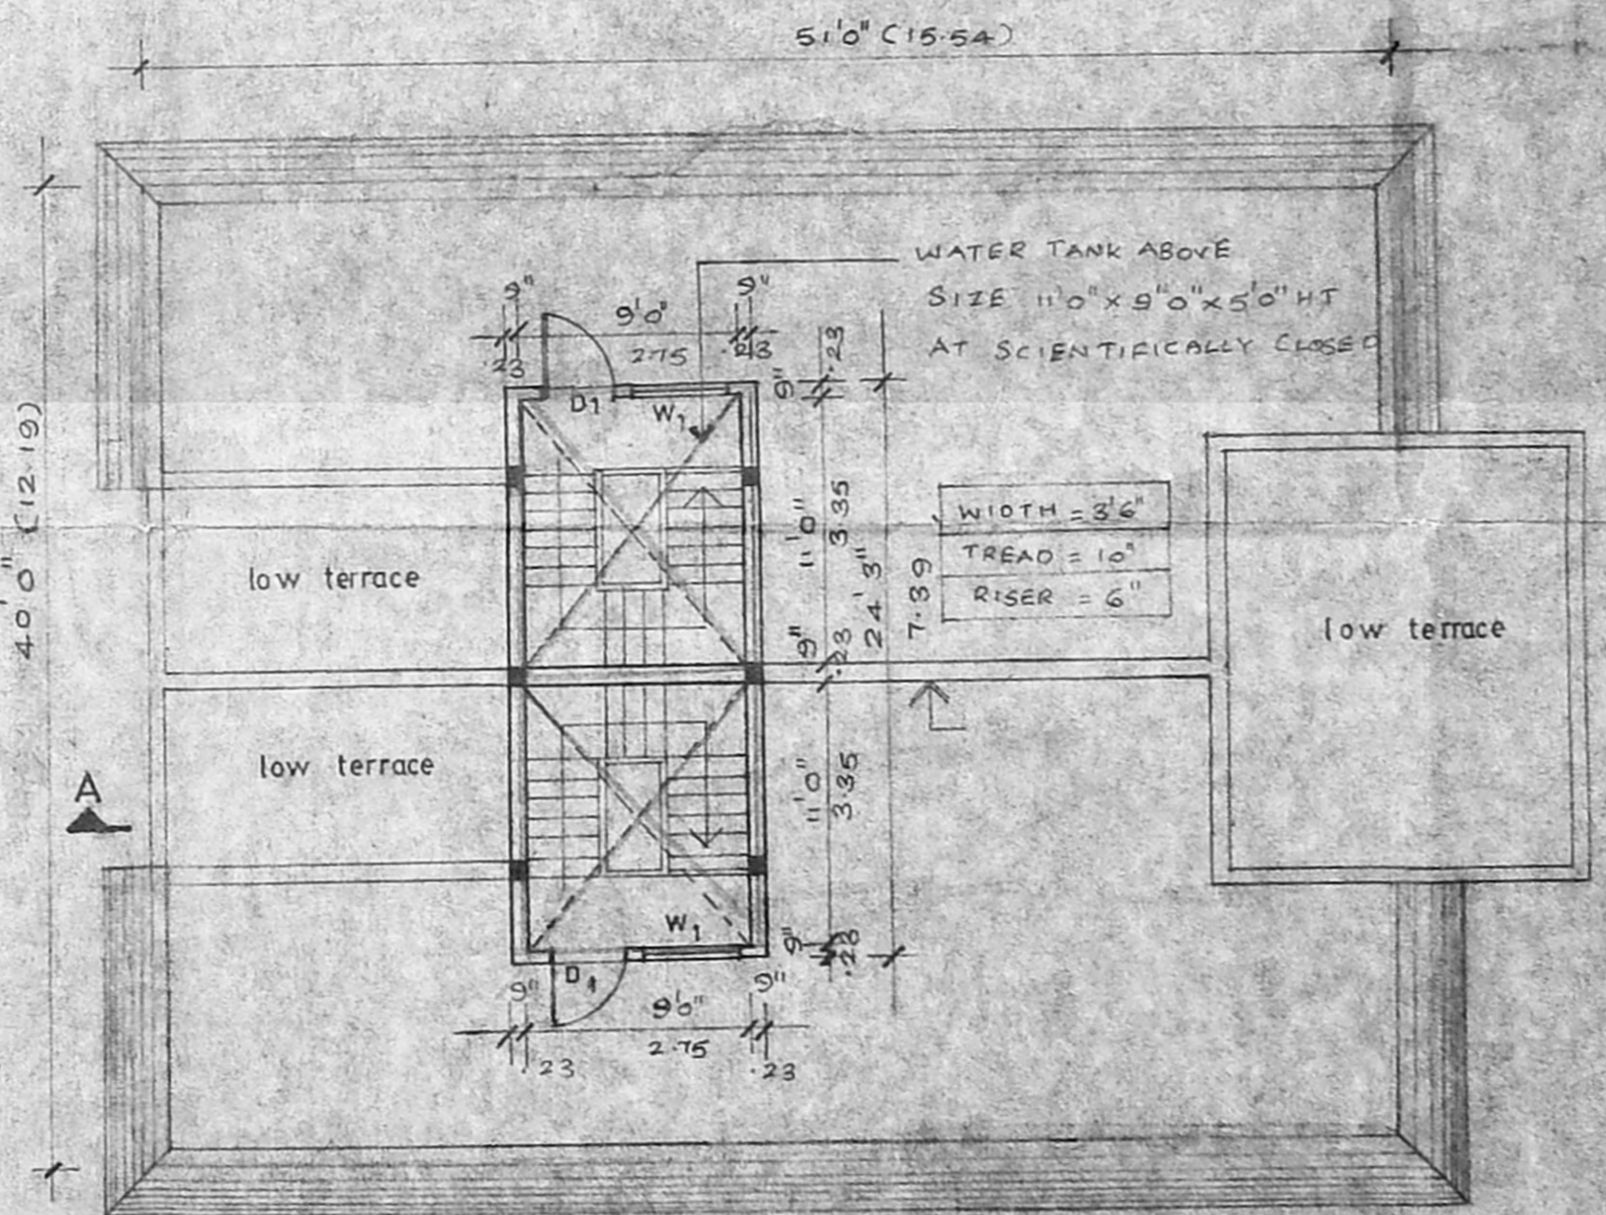 51'0" (15.54)
40'0" (12.19)
WATER TANK ABOVE
SIZE 11'0" x 9"0" x 5'0" HT
AT SCIENTIFICALLY CLOSED
9"
9'0"
9"
.23
2.75
.23
D1
W1
9"
.23
11'0"
3.35
9"
.23
24'3"
7.39
WIDTH = 3'6"
TREAD = 10"
RISER = 6"
low terrace
low terrace
low terrace
A
11'0"
3.35
W1
D1
9"
.23
9"
9'0"
9"
.23
2.75
.23